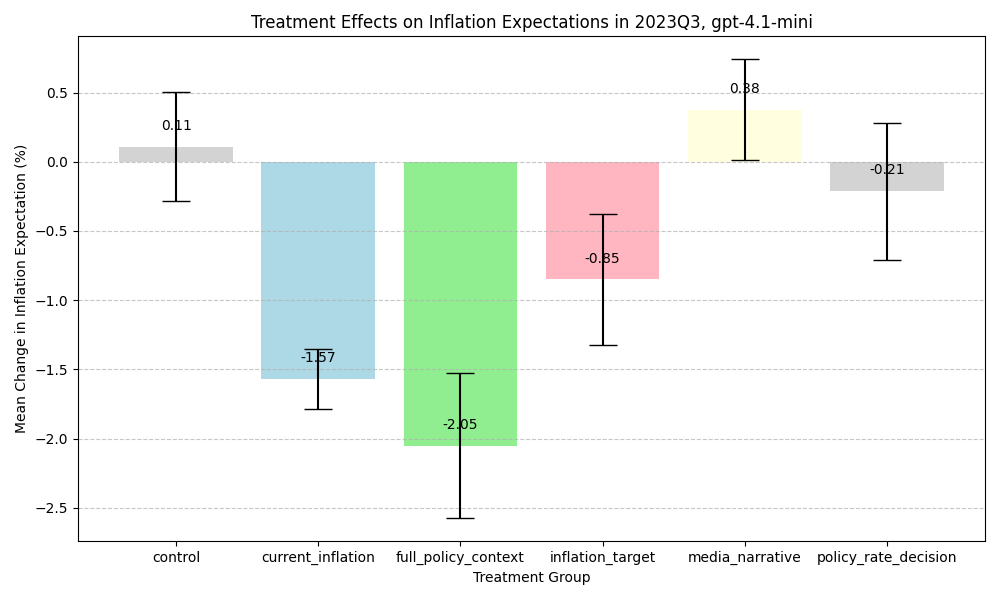 Treatment Effects on Inflation Expectations in 2023Q3, gpt-4.1-mini
Mean Change in Inflation Expectation (%)
0.5
0.0
−0.5
−1.0
−1.5
−2.0
−2.5
0.11
-1.57
-2.05
-0.85
0.38
-0.21
control
current_inflation
full_policy_context
inflation_target
media_narrative
policy_rate_decision
Treatment Group